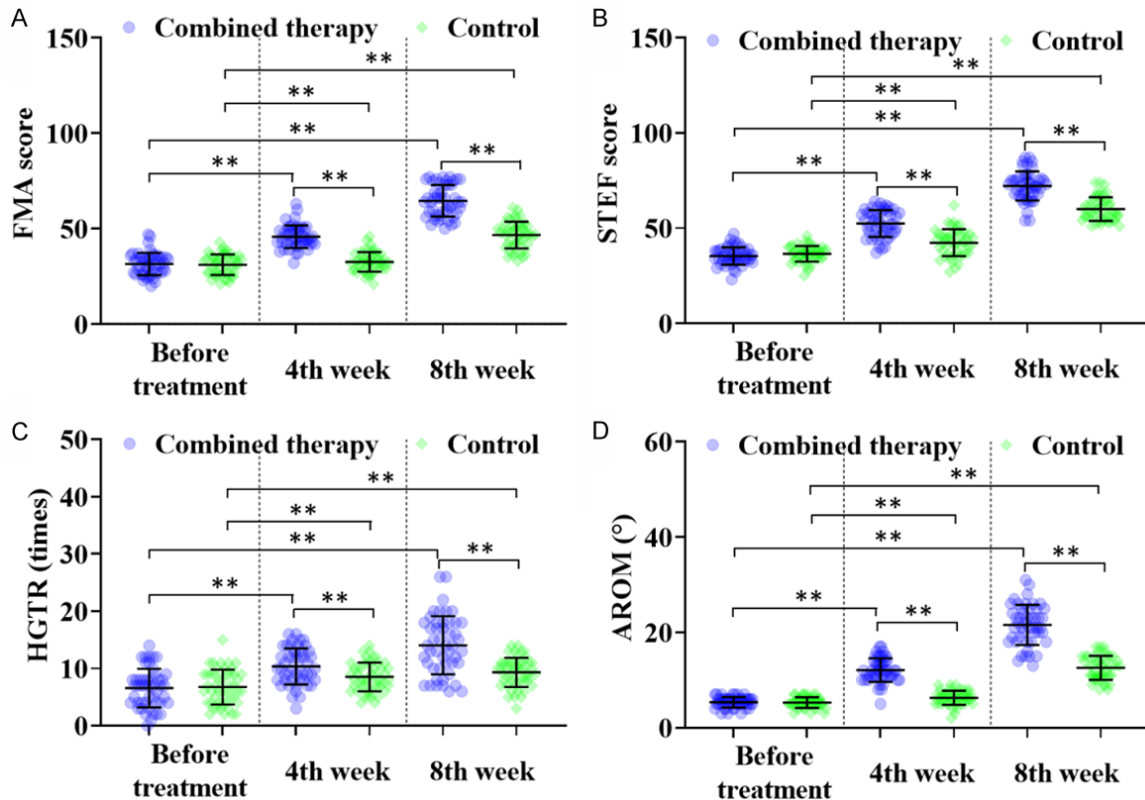 A
Combined therapy Control
FMA score
150
100
50
0
**
**
**
**
**
**
Before treatment
4th week
8th week
B
Combined therapy Control
STEF score
150
100
50
0
**
**
**
**
**
**
Before treatment
4th week
8th week
C
Combined therapy Control
HGTR (times)
50
40
30
20
10
0
**
**
**
**
**
**
Before treatment
4th week
8th week
D
Combined therapy Control
AROM (°)
60
40
20
0
**
**
**
**
**
**
Before treatment
4th week
8th week